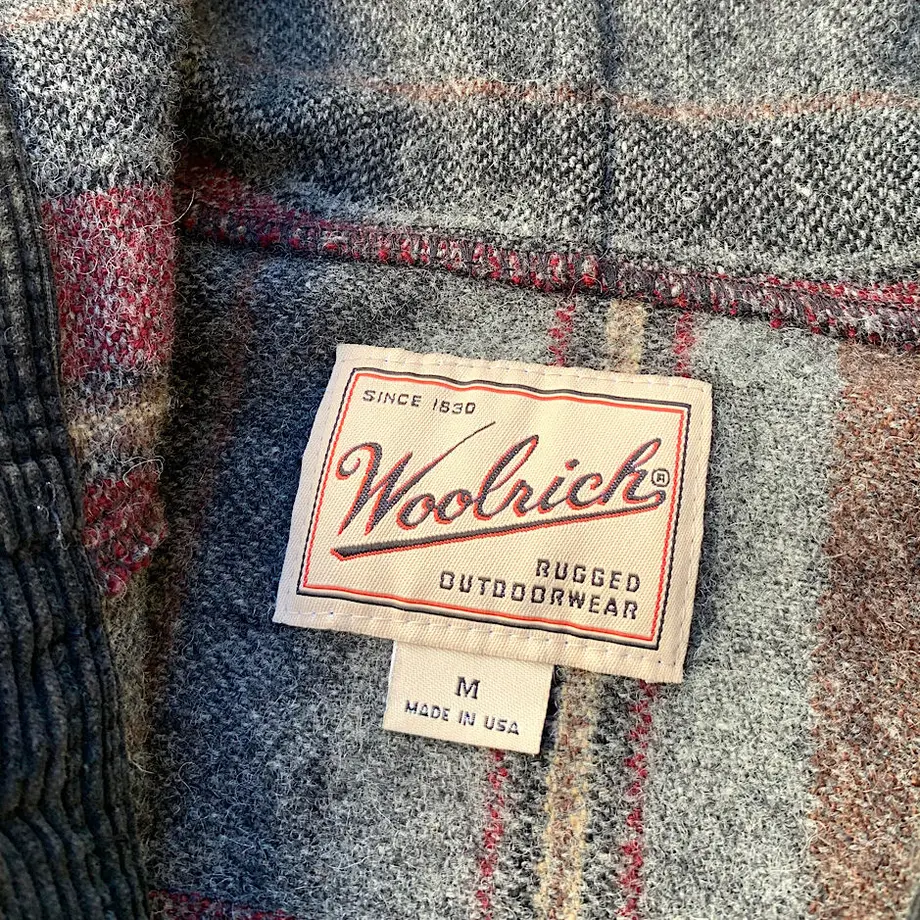 SINCE 1830
Woolrich®
RUGGED
OUTDOORWEAR
M
MADE IN USA